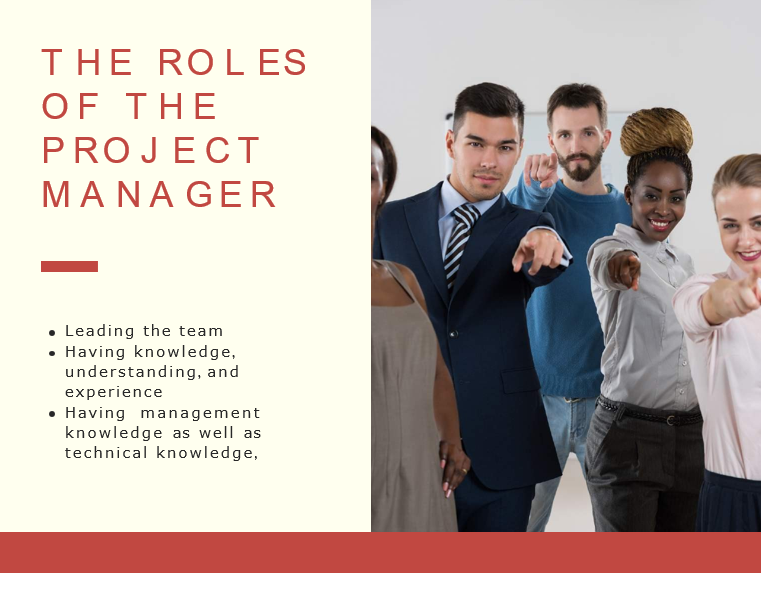 THE ROLES
OF THE
PROJECT
MANAGER
• Leading the team
• Having knowledge,
understanding, and
experience
• Having management
knowledge as well as
technical knowledge,